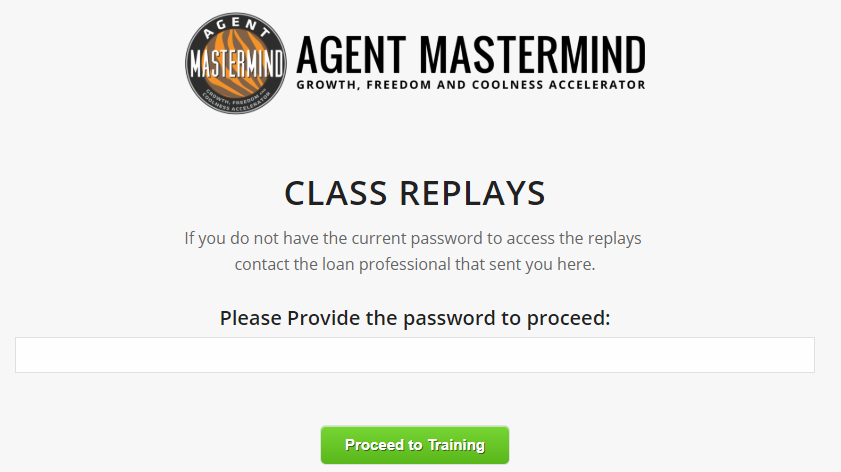 AGENT
MASTERMIND
GROWTH, FREEDOM AND
COOLNESS ACCELERATOR
AGENT MASTERMIND
GROWTH, FREEDOM AND COOLNESS ACCELERATOR
CLASS REPLAYS
If you do not have the current password to access the replays
contact the loan professional that sent you here.
Please Provide the password to proceed:
Proceed to Training